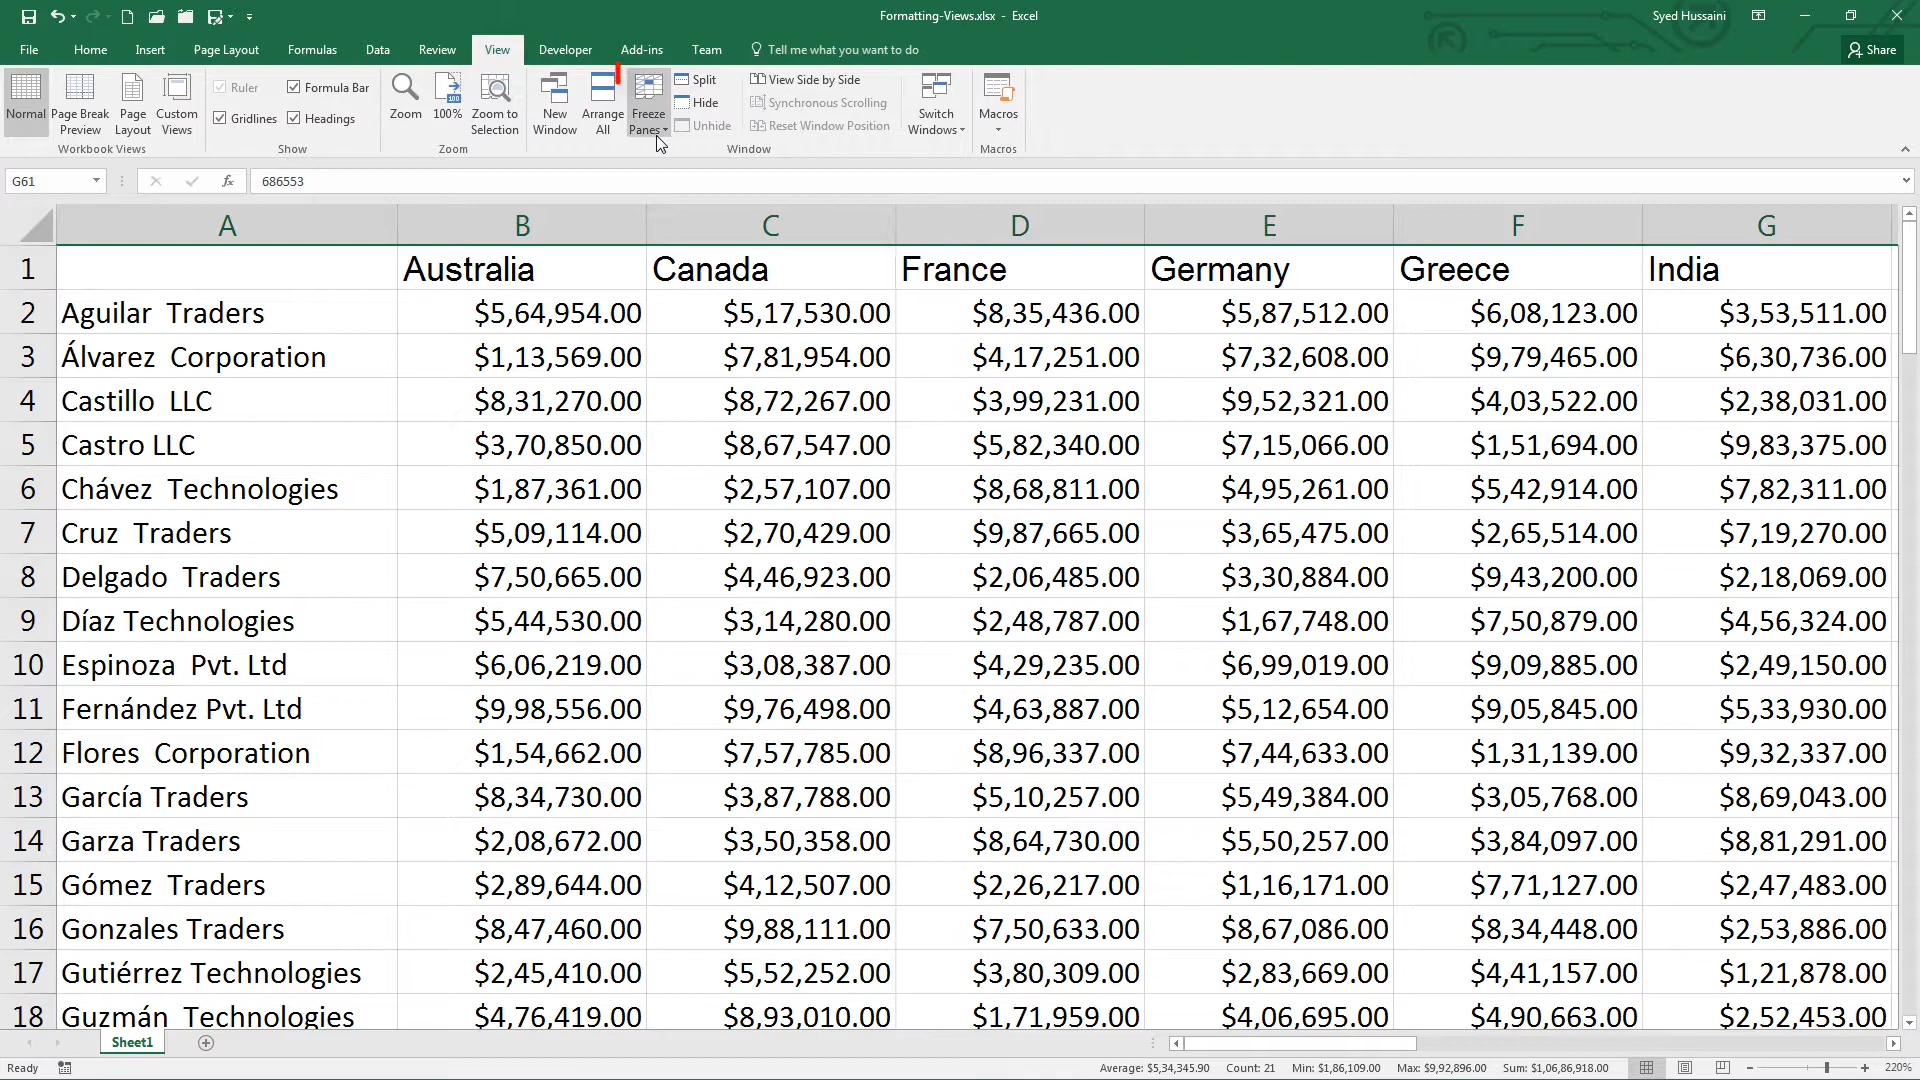 Formatting-Views.xlsx - Excel
Syed Hussaini
File Home Insert Page Layout Formulas Data Review View Developer Add-ins Team Tell me what you want to do Share
Normal
Page Break
Preview
Page
Layout
Custom
Views
Workbook Views
Ruler Formula Bar
Gridlines Headings
Show
Zoom
100%
100
Zoom to
Selection
Zoom
New
Window
Arrange
All
Freeze
Panes
Split
Hide
Unhide
View Side by Side
Synchronous Scrolling
Reset Window Position
Switch
Windows
Window
Macros
Macros
G61 fx 686553
A B C D E F G
1 Australia Canada France Germany Greece India
2 Aguilar  Traders $5,64,954.00 $5,17,530.00 $8,35,436.00 $5,87,512.00 $6,08,123.00 $3,53,511.00
3 Álvarez  Corporation $1,13,569.00 $7,81,954.00 $4,17,251.00 $7,32,608.00 $9,79,465.00 $6,30,736.00
4 Castillo  LLC $8,31,270.00 $8,72,267.00 $3,99,231.00 $9,52,321.00 $4,03,522.00 $2,38,031.00
5 Castro LLC $3,70,850.00 $8,67,547.00 $5,82,340.00 $7,15,066.00 $1,51,694.00 $9,83,375.00
6 Chávez  Technologies $1,87,361.00 $2,57,107.00 $8,68,811.00 $4,95,261.00 $5,42,914.00 $7,82,311.00
7 Cruz  Traders $5,09,114.00 $2,70,429.00 $9,87,665.00 $3,65,475.00 $2,65,514.00 $7,19,270.00
8 Delgado  Traders $7,50,665.00 $4,46,923.00 $2,06,485.00 $3,30,884.00 $9,43,200.00 $2,18,069.00
9 Díaz Technologies $5,44,530.00 $3,14,280.00 $2,48,787.00 $1,67,748.00 $7,50,879.00 $4,56,324.00
10 Espinoza  Pvt. Ltd $6,06,219.00 $3,08,387.00 $4,29,235.00 $6,99,019.00 $9,09,885.00 $2,49,150.00
11 Fernández Pvt. Ltd $9,98,556.00 $9,76,498.00 $4,63,887.00 $5,12,654.00 $9,05,845.00 $5,33,930.00
12 Flores  Corporation $1,54,662.00 $7,57,785.00 $8,96,337.00 $7,44,633.00 $1,31,139.00 $9,32,337.00
13 García Traders $8,34,730.00 $3,87,788.00 $5,10,257.00 $5,49,384.00 $3,05,768.00 $8,69,043.00
14 Garza Traders $2,08,672.00 $3,50,358.00 $8,64,730.00 $5,50,257.00 $3,84,097.00 $8,81,291.00
15 Gómez  Traders $2,89,644.00 $4,12,507.00 $2,26,217.00 $1,16,171.00 $7,71,127.00 $2,47,483.00
16 Gonzales Traders $8,47,460.00 $9,88,111.00 $7,50,633.00 $8,67,086.00 $8,34,448.00 $2,53,886.00
17 Gutiérrez Technologies $2,45,410.00 $5,52,252.00 $3,80,309.00 $2,83,669.00 $4,41,157.00 $1,21,878.00
18 Guzmán  Technologies $4,76,419.00 $8,93,010.00 $1,71,959.00 $4,06,695.00 $4,90,663.00 $2,52,453.00
Sheet1
Ready Average: $5,34,345.90 Count: 21 Min: $1,86,109.00 Max: $9,92,896.00 Sum: $1,06,86,918.00 220%